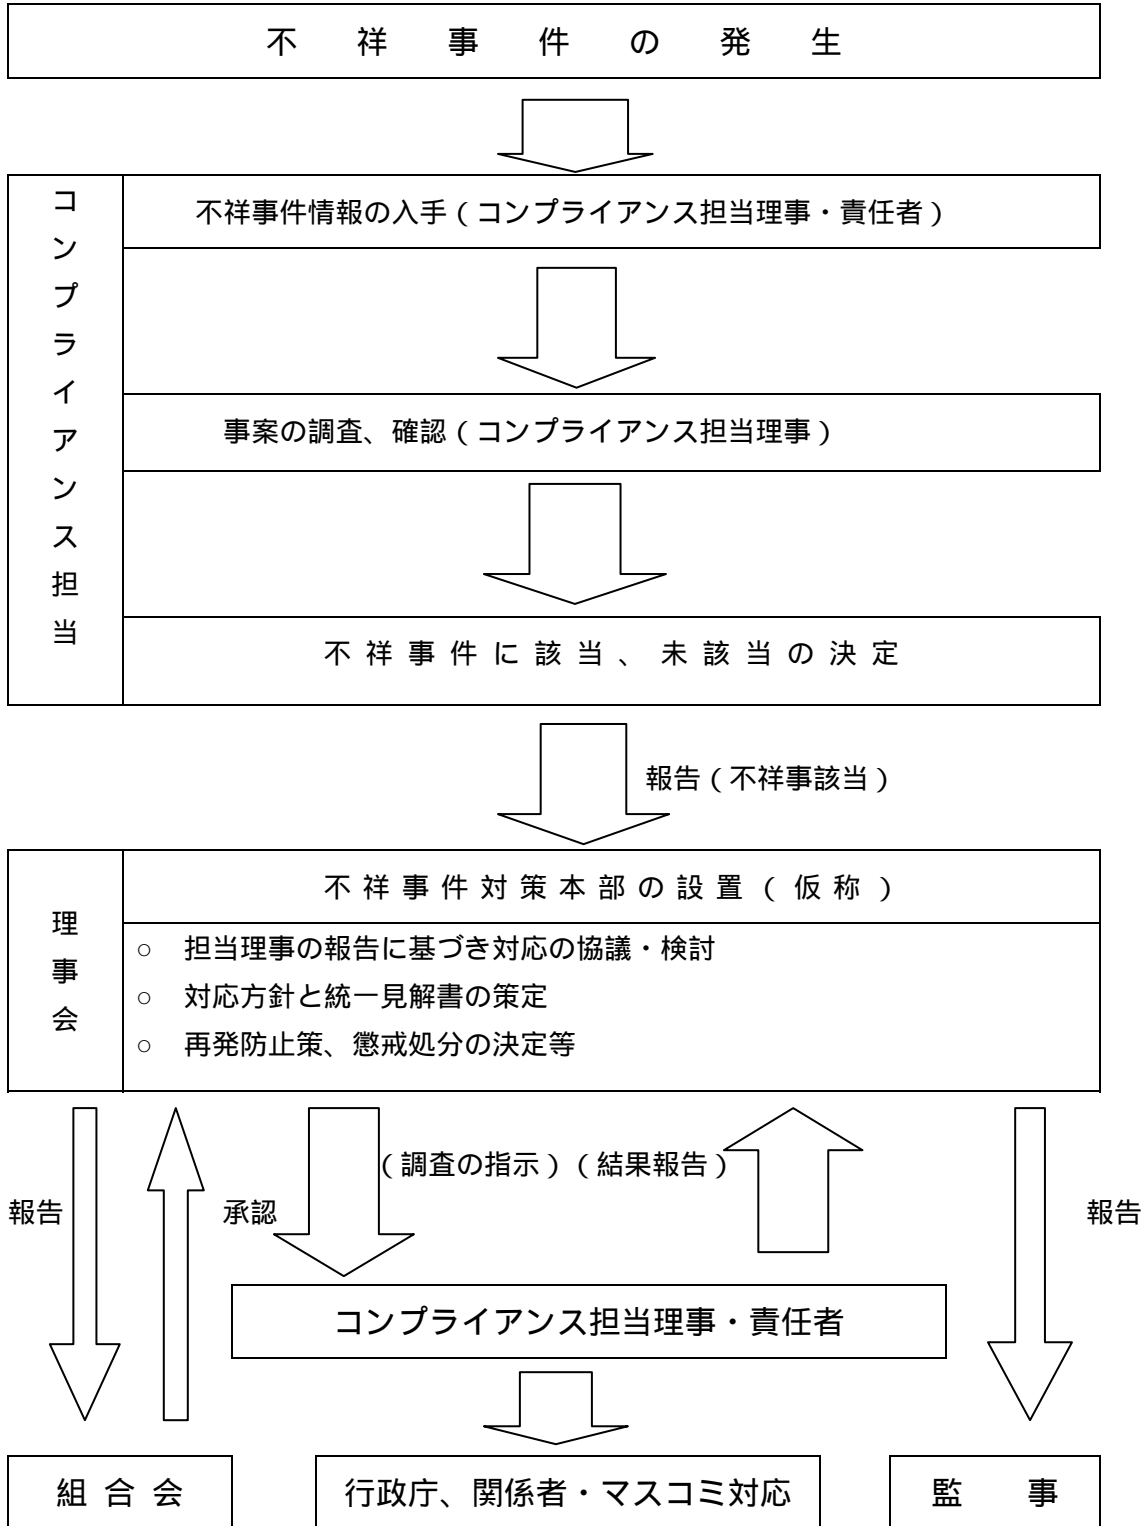 不祥事件の発生
コンプライアンス担当
不祥事件情報の入手(コンプライアンス担当理事・責任者)
事案の調査、確認(コンプライアンス担当理事)
不祥事件に該当、未該当の決定
報告(不祥事該当)
理事会
不祥事件対策本部の設置(仮称)
○ 担当理事の報告に基づき対応の協議・検討
○ 対応方針と統一見解書の策定
○ 再発防止策、懲戒処分の決定等
(調査の指示)(結果報告)
報告
承認
報告
コンプライアンス担当理事・責任者
組合会
行政庁、関係者・マスコミ対応
監事